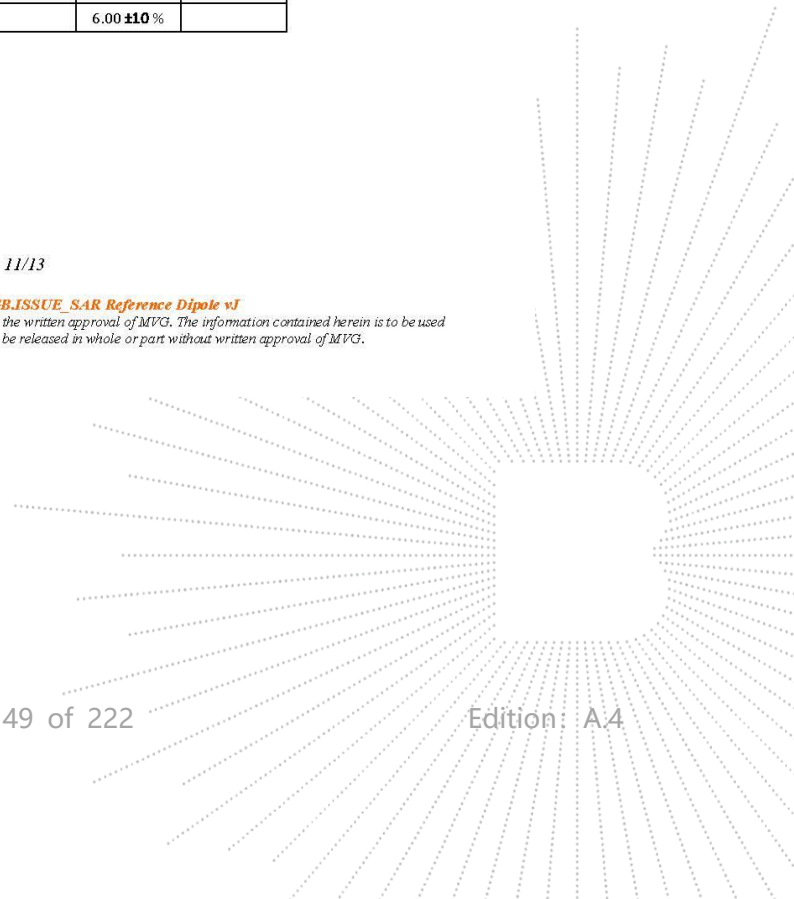 6.00 ±10 %
11/13
B.ISSUE_SAR Reference Dipole vJ
the written approval of MVG. The information contained herein is to be used
be released in whole or part without written approval of MVG.
49 of 222
Edition: A.4